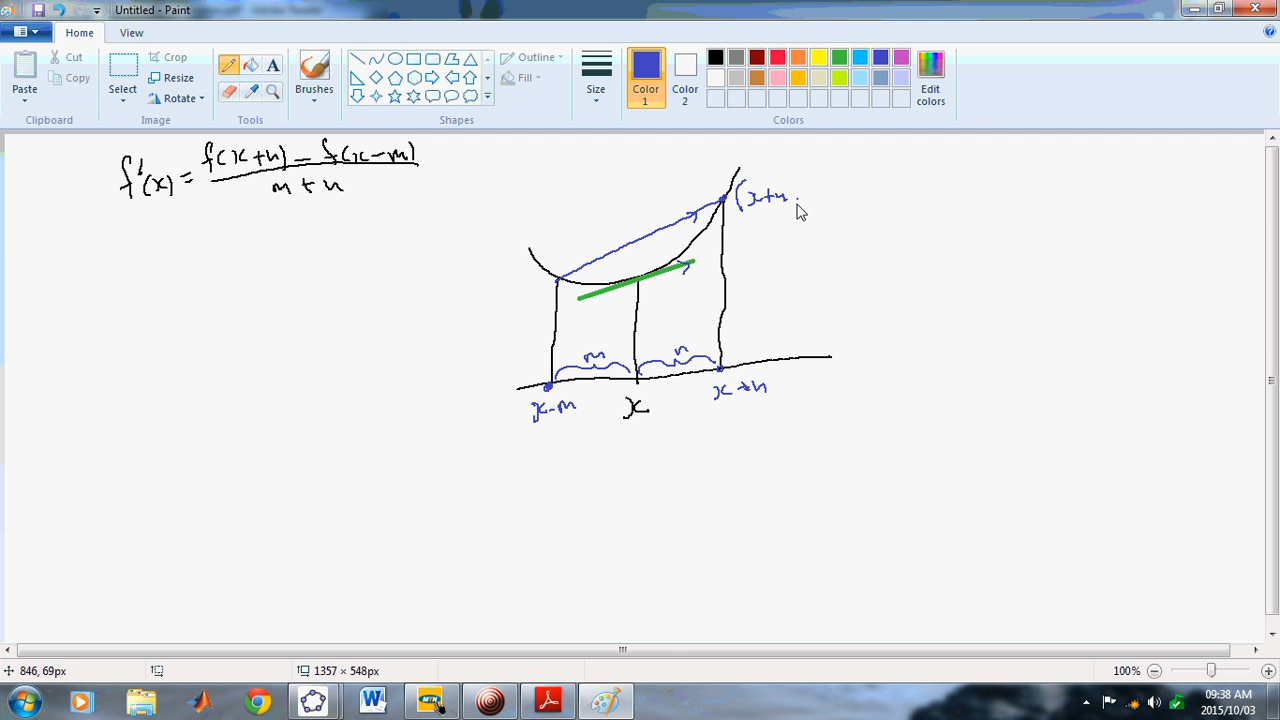 Untitled - Paint
Home View
Paste
Cut
Copy
Clipboard
Select
Crop
Resize
Rotate
Image
Tools
Brushes
Shapes
Outline
Fill
Size
Color 1
Color 2
Edit colors
Colors
f'(x) = f(x+n) - f(x-m)
m + n
(x+n
m n
x-m x x+n
846, 69px
1357 × 548px
100%
W
09:38 AM
2015/10/03